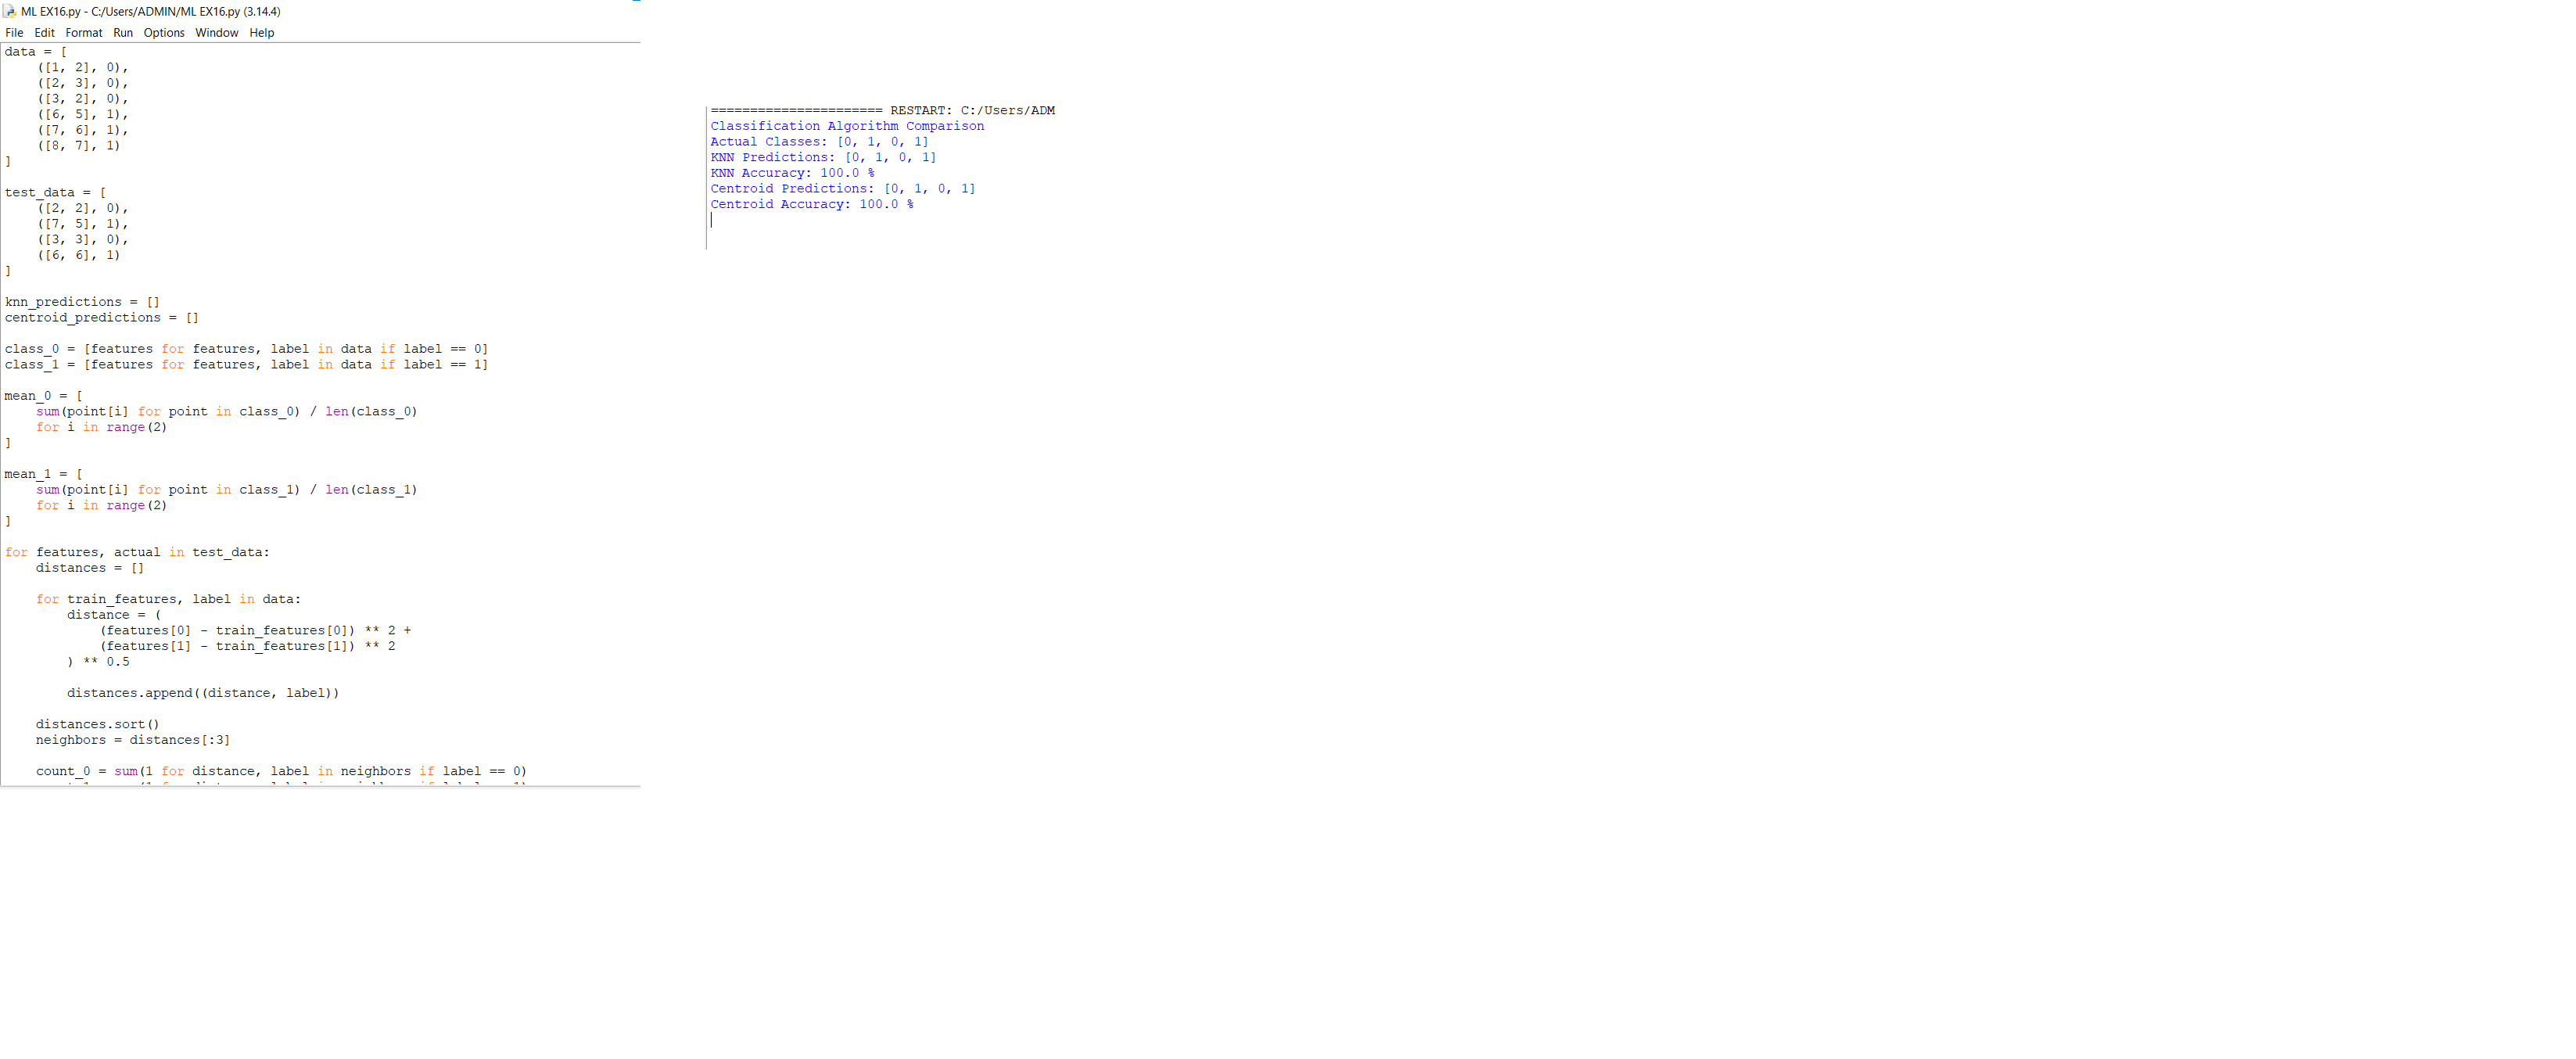 ML EX16.py - C:/Users/ADMIN/ML EX16.py (3.14.4)
File Edit Format Run Options Window Help
data = [
    ([1, 2], 0),
    ([2, 3], 0),
    ([3, 2], 0),
    ([6, 5], 1),
    ([7, 6], 1),
    ([8, 7], 1)
]
test_data = [
    ([2, 2], 0),
    ([7, 5], 1),
    ([3, 3], 0),
    ([6, 6], 1)
]
knn_predictions = []
centroid_predictions = []
class_0 = [features for features, label in data if label == 0]
class_1 = [features for features, label in data if label == 1]
mean_0 = [
    sum(point[i] for point in class_0) / len(class_0)
    for i in range(2)
]
mean_1 = [
    sum(point[i] for point in class_1) / len(class_1)
    for i in range(2)
]
for features, actual in test_data:
    distances = []
    for train_features, label in data:
        distance = (
            (features[0] - train_features[0]) ** 2 +
            (features[1] - train_features[1]) ** 2
        ) ** 0.5
        distances.append((distance, label))
    distances.sort()
    neighbors = distances[:3]
    count_0 = sum(1 for distance, label in neighbors if label == 0)
====================== RESTART: C:/Users/ADM
Classification Algorithm Comparison
Actual Classes: [0, 1, 0, 1]
KNN Predictions: [0, 1, 0, 1]
KNN Accuracy: 100.0 %
Centroid Predictions: [0, 1, 0, 1]
Centroid Accuracy: 100.0 %